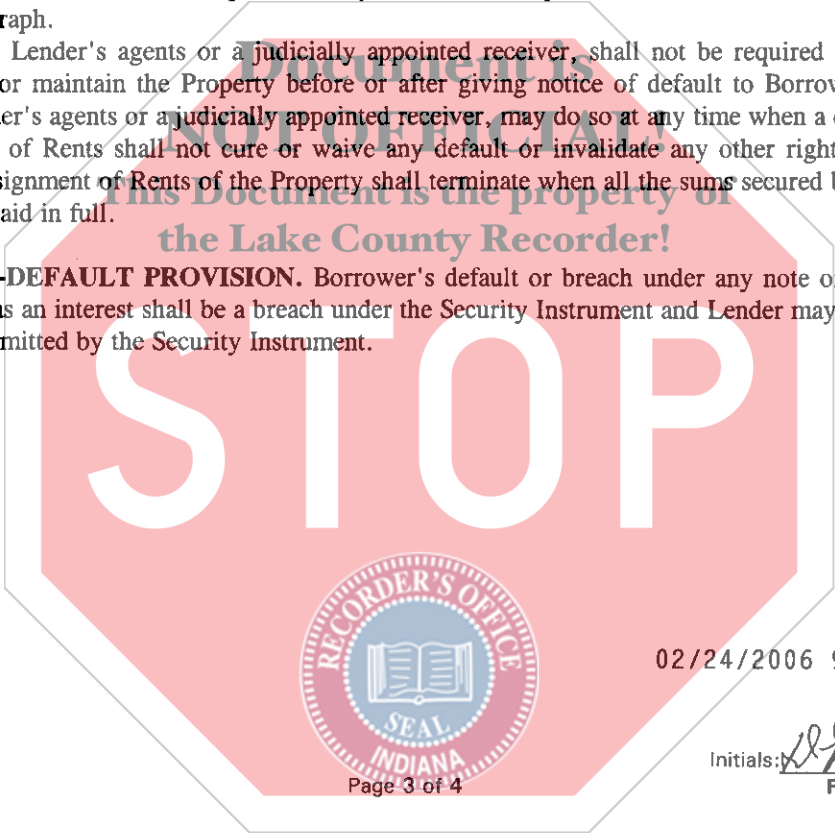 raph.
Lender's agents or a judicially appointed receiver, shall not be required
or maintain the Property before or after giving notice of default to Borrow
er's agents or a judicially appointed receiver, may do so at any time when a
of Rents shall not cure or waive any default or invalidate any other right
signment of Rents of the Property shall terminate when all the sums secured b
aid in full.
-DEFAULT PROVISION. Borrower's default or breach under any note o
s an interest shall be a breach under the Security Instrument and Lender may
mitted by the Security Instrument.
Document is
NOT OFFICIAL!
This Document is the property of
the Lake County Recorder!
STOP
RECORDER'S OFFICE
SEAL
INDIANA
02/24/2006 9
Initials:
Page 3 of 4
F